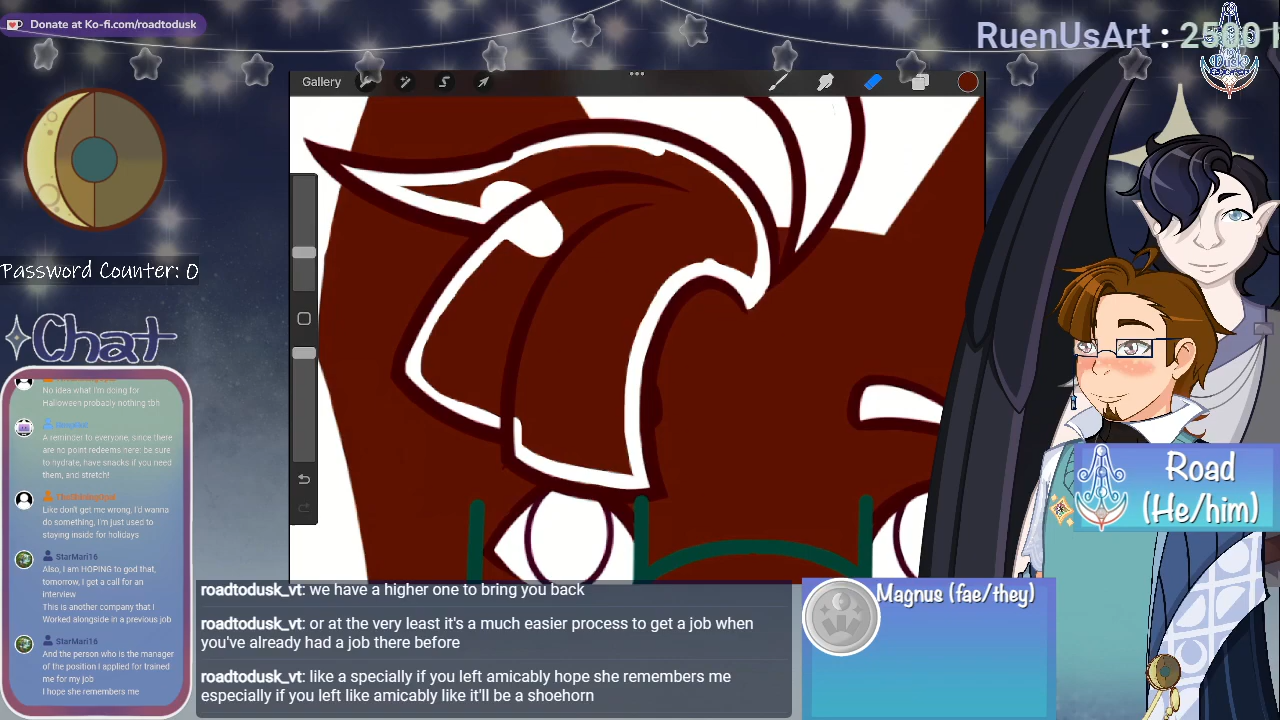 Donate at Ko-fi.com/roadtodusk
RuenUsArt : 2500
Gallery
Password Counter: 0
Chat
No idea what I'm doing for
Halloween probably nothing tbh
A reminder to everyone, since there
are no point redeems here: be sure
to hydrate, have snacks if you need
them, and stretch!
Like don't get me wrong, I'd wanna
do something, I'm just used to
staying inside for holidays
StarMari16
Also, I am HOPING to god that,
tomorrow, I get a call for an
interview
This is another company that I
Worked alongside in a previous job
StarMari16
And the person who is the manager
of the position I applied for trained
me for my job
I hope she remembers me
roadtodusk_vt: we have a higher one to bring you back
roadtodusk_vt: or at the very least it's a much easier process to get a job when
you've already had a job there before
roadtodusk_vt: like a specially if you left amicably hope she remembers me
especially if you left like amicably like it'll be a shoehorn
Magnus (fae/they)
Road
(He/him)